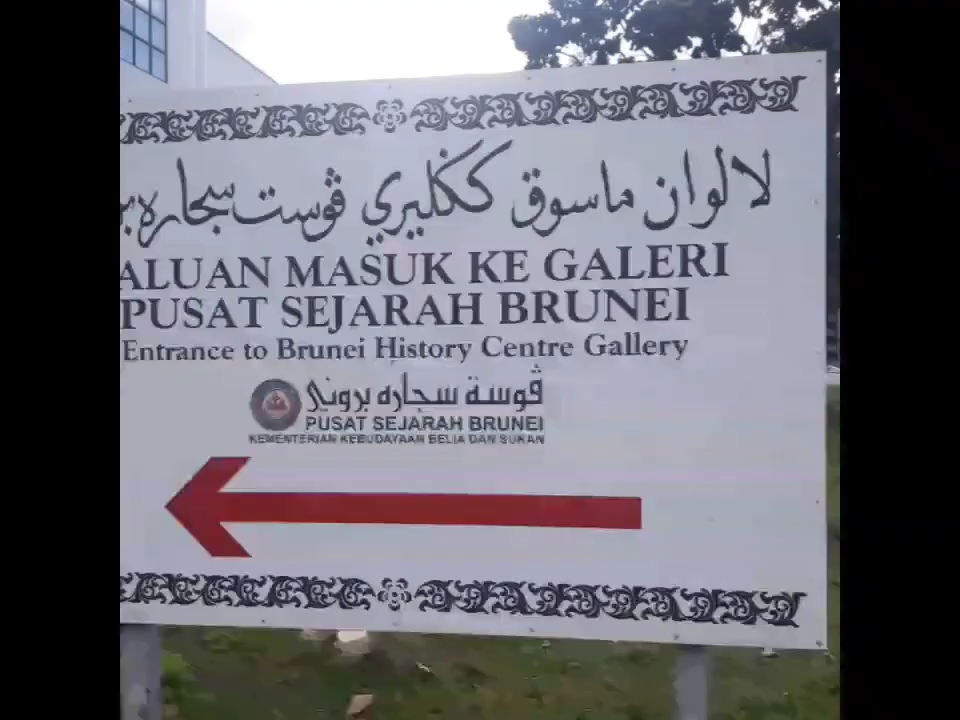 لالوان ماسوق ككليري ڤوست سجاره
ALUAN MASUK KE GALERI
PUSAT SEJARAH BRUNEI
Entrance to Brunei History Centre Gallery
ڤوسة سجاره بروني
PUSAT SEJARAH BRUNEI
KEMENTERIAN KEBUDAYAAN BELIA DAN SUKAN